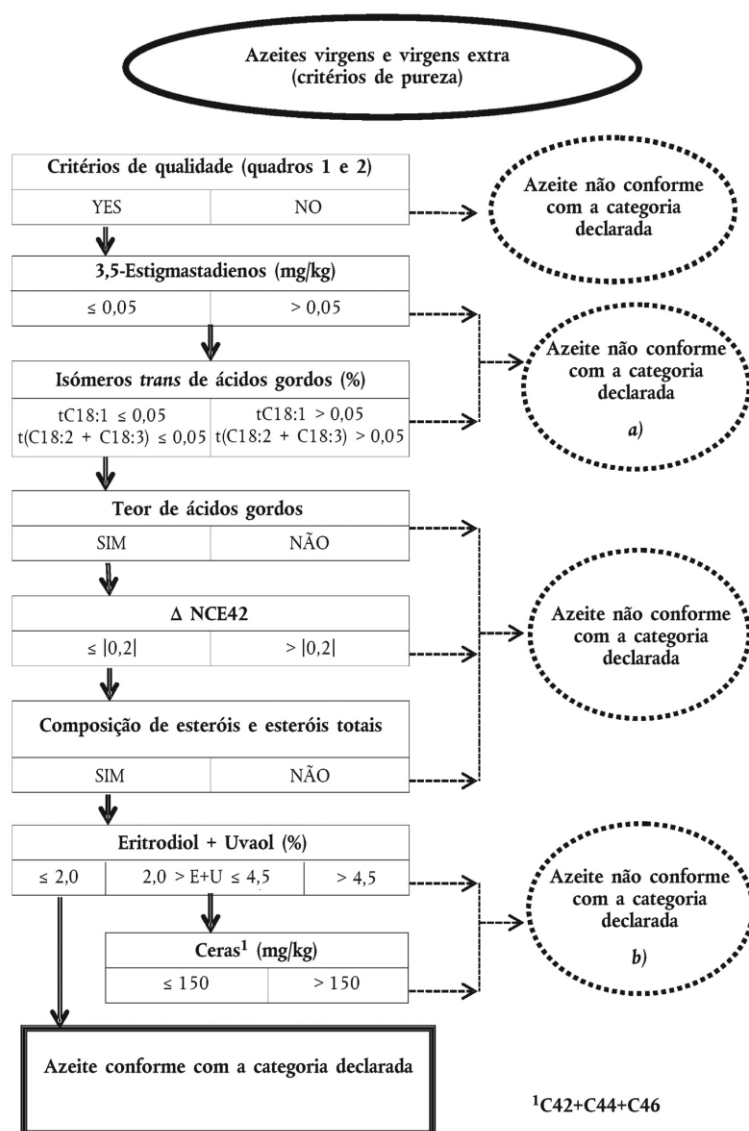 Azeites virgens e virgens extra
(critérios de pureza)
Critérios de qualidade (quadros 1 e 2)
YES NO
Azeite não conforme
com a categoria
declarada
3,5-Estigmastadienos (mg/kg)
≤ 0,05 > 0,05
Isómeros trans de ácidos gordos (%)
tC18:1 ≤ 0,05 tC18:1 > 0,05
t(C18:2 + C18:3) ≤ 0,05 t(C18:2 + C18:3) > 0,05
Azeite não conforme
com a categoria
declarada
a)
Teor de ácidos gordos
SIM NÃO
Δ NCE42
≤ |0,2| > |0,2|
Composição de esteróis e esteróis totais
SIM NÃO
Azeite não conforme
com a categoria
declarada
Eritrodiol + Uvaol (%)
≤ 2,0 2,0 > E+U ≤ 4,5 > 4,5
Ceras¹ (mg/kg)
≤ 150 > 150
Azeite não conforme
com a categoria
declarada
b)
Azeite conforme com a categoria declarada
¹C42+C44+C46